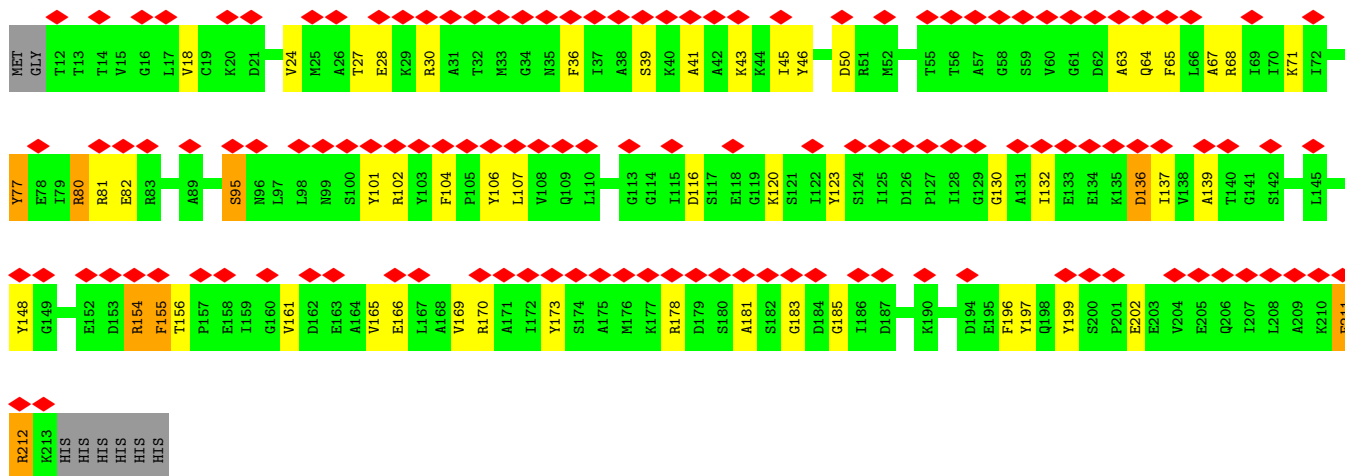 MET GLY T12 T13 T14 V15 G16 L17 V18 C19 K20 D21 V24 M25 A26 T27 E28 K29 R30 A31 T32 M33 G34 N35 F36 I37 A38 S39 K40 A41 A42 K43 K44 I45 Y46 D50 R51 M52 T55 T56 A57 G58 S59 V60 G61 D62 A63 Q64 F65 L66 A67 R68 I69 I70 K71 I72
Y77 E78 I79 R80 R81 E82 R83 A89 S95 N96 L97 L98 N99 S100 Y101 R102 Y103 F104 P105 Y106 L107 V108 Q109 L110 G113 G114 I115 D116 S117 E118 G119 K120 S121 I122 Y123 S124 I125 D126 P127 I128 G129 G130 A131 I132 E133 E134 K135 D136 I137 V138 A139 T140 G141 S142 L145
Y148 G149 E152 D153 R154 F155 T156 P157 E158 I159 G160 V161 D162 E163 A164 V165 E166 L167 A168 V169 R170 A171 I172 Y173 S174 A175 M176 K177 R178 D179 S180 A181 S182 G183 D184 G185 I186 D187 K190 D194 E195 F196 Y197 Q198 Y199 S200 P201 E202 E203 V204 E205 Q206 I207 L208 A209 K210
R212 K213 HIS HIS HIS HIS HIS HIS